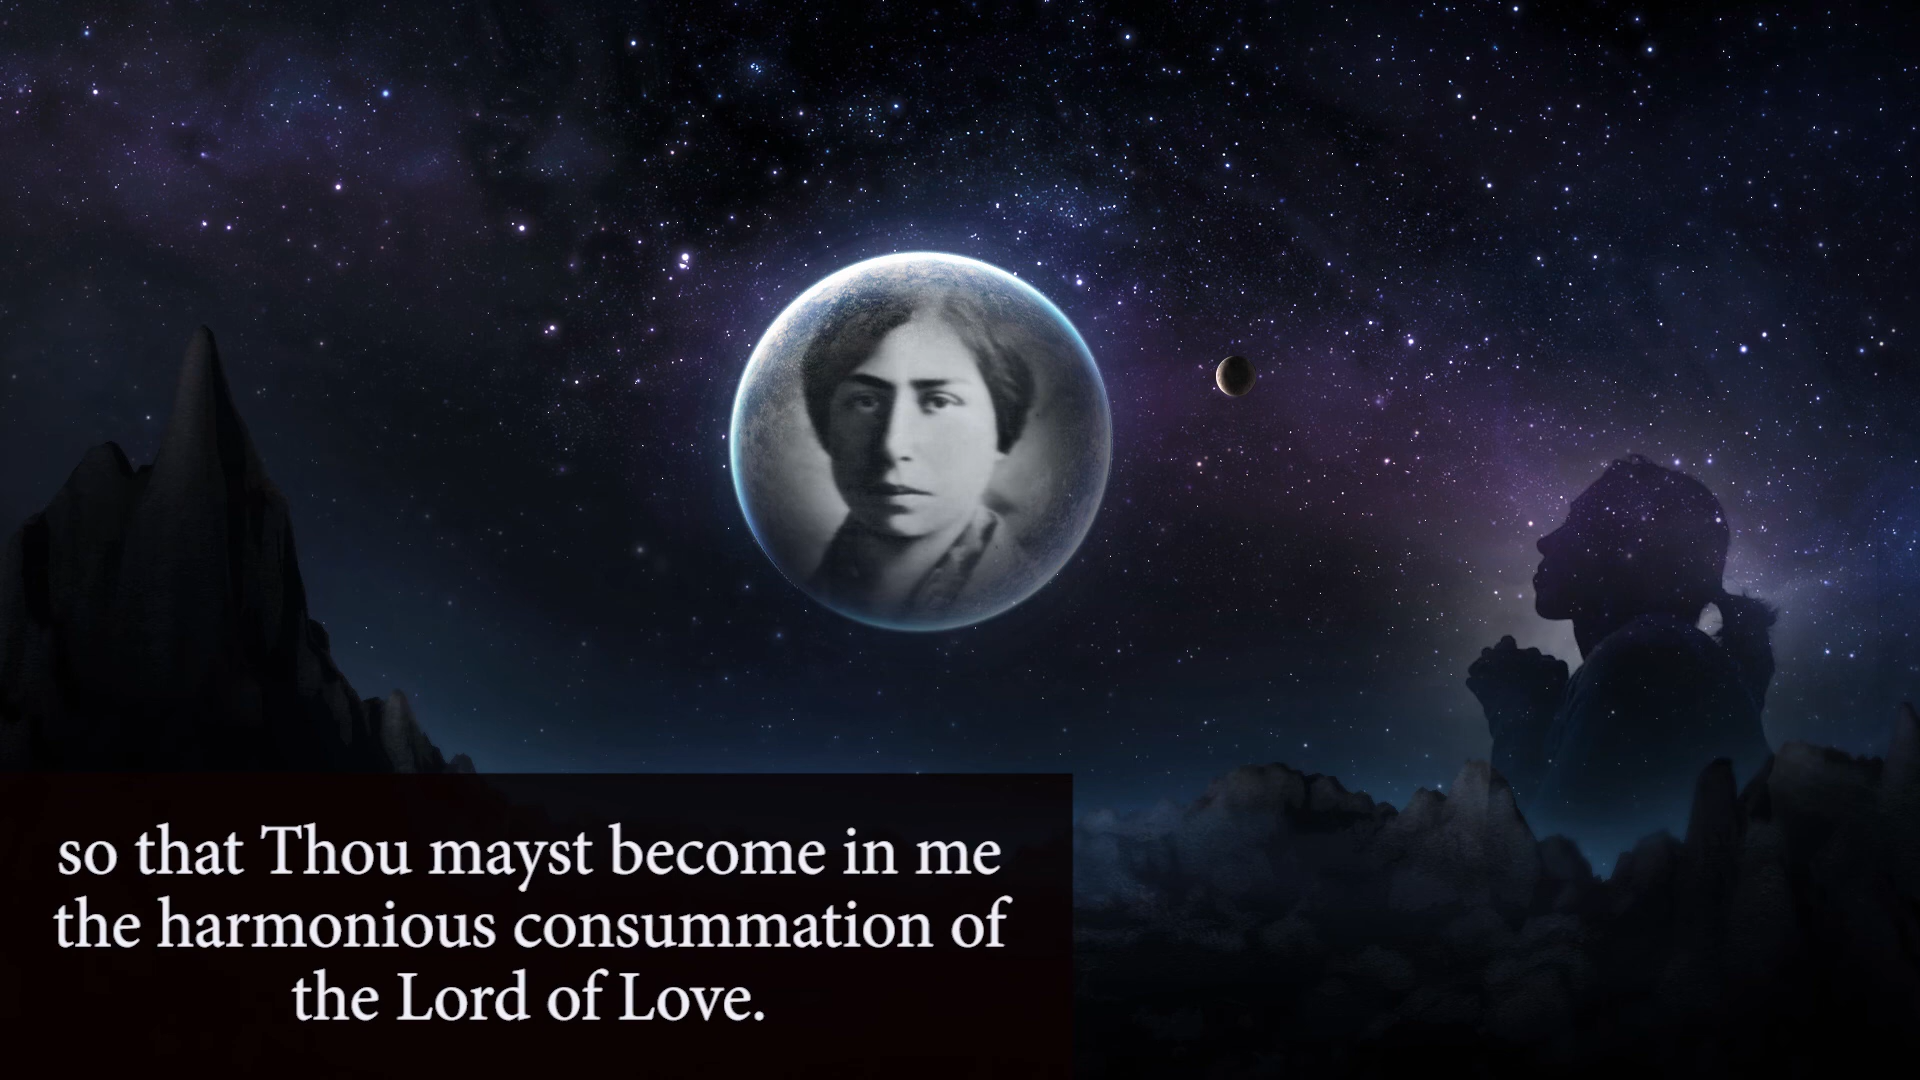 so that Thou mayst become in me
the harmonious consummation of
the Lord of Love.